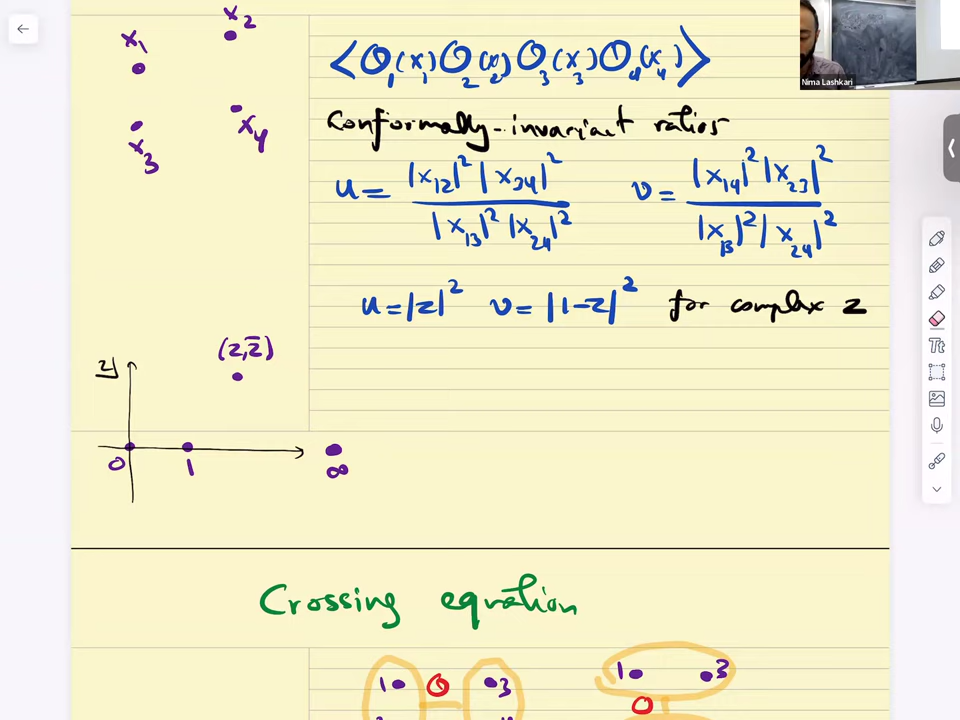 x₁ x₂
x₃ x₄
⟨O₁(x₁) O₂(x₂) O₃(x₃) O₄(x₄)⟩
Nima Lashkari
Conformally-invariant ratios
u = |x₁₂|² |x₃₄|² / |x₁₃|² |x₂₄|²   v = |x₁₄|² |x₂₃|² / |x₁₃|² |x₂₄|²
u = |z|²   v = |1-z|²   for complex z
(z, z̄)
z
0 1 ∞
Crossing equation
1 O 3   1 3
O
Tt